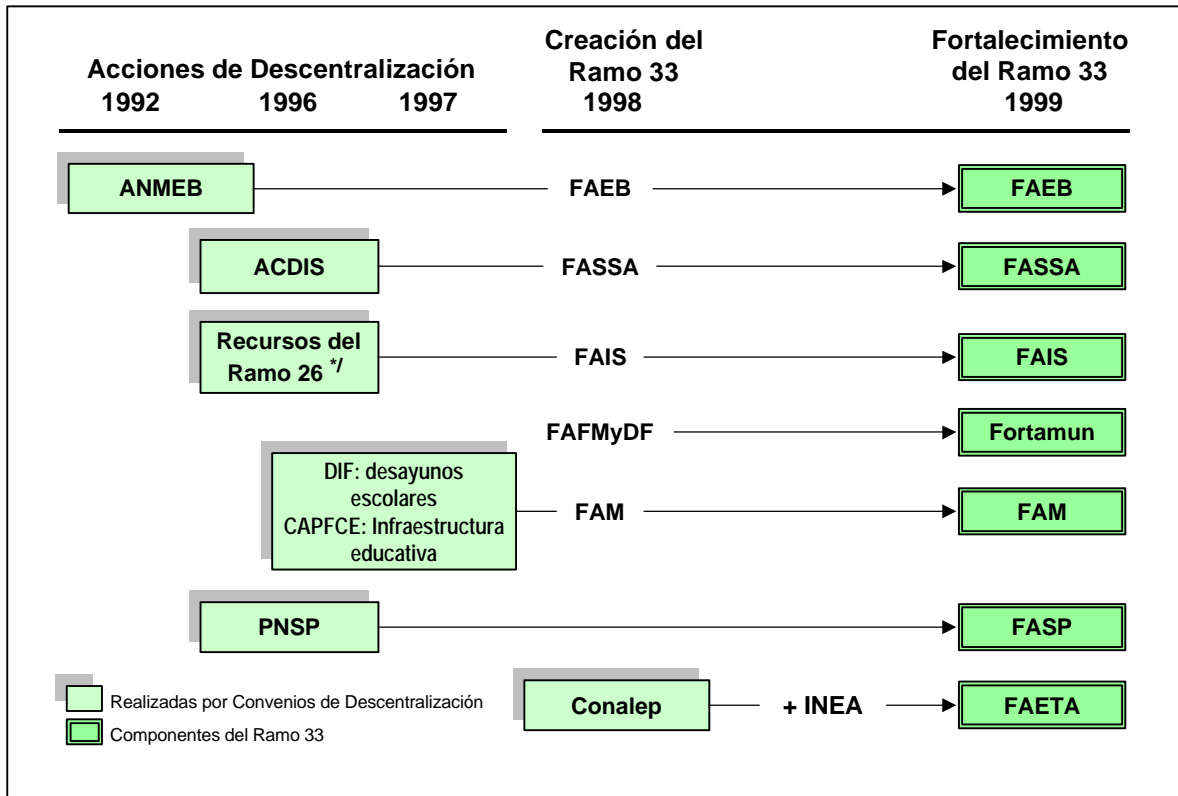 Acciones de Descentralización
1992 1996 1997
Creación del
Ramo 33
1998
Fortalecimiento
del Ramo 33
1999
ANMEB FAEB FAEB
ACDIS FASSA FASSA
Recursos del
Ramo 26 */
FAIS FAIS
FAFMyDF Fortamun
DIF: desayunos
escolares
CAPFCE: Infraestructura
educativa
FAM FAM
PNSP FASP
Realizadas por Convenios de Descentralización
Componentes del Ramo 33
Conalep + INEA FAETA